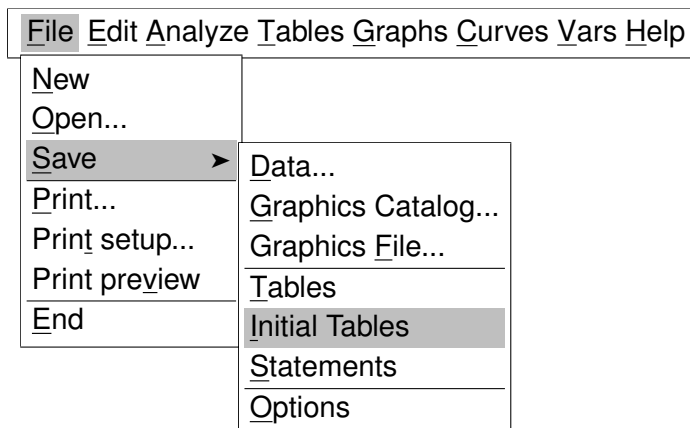 File Edit Analyze Tables Graphs Curves Vars Help
New
Open...
Save ➤
Print...
Print setup...
Print preview
End
Data...
Graphics Catalog...
Graphics File...
Tables
Initial Tables
Statements
Options